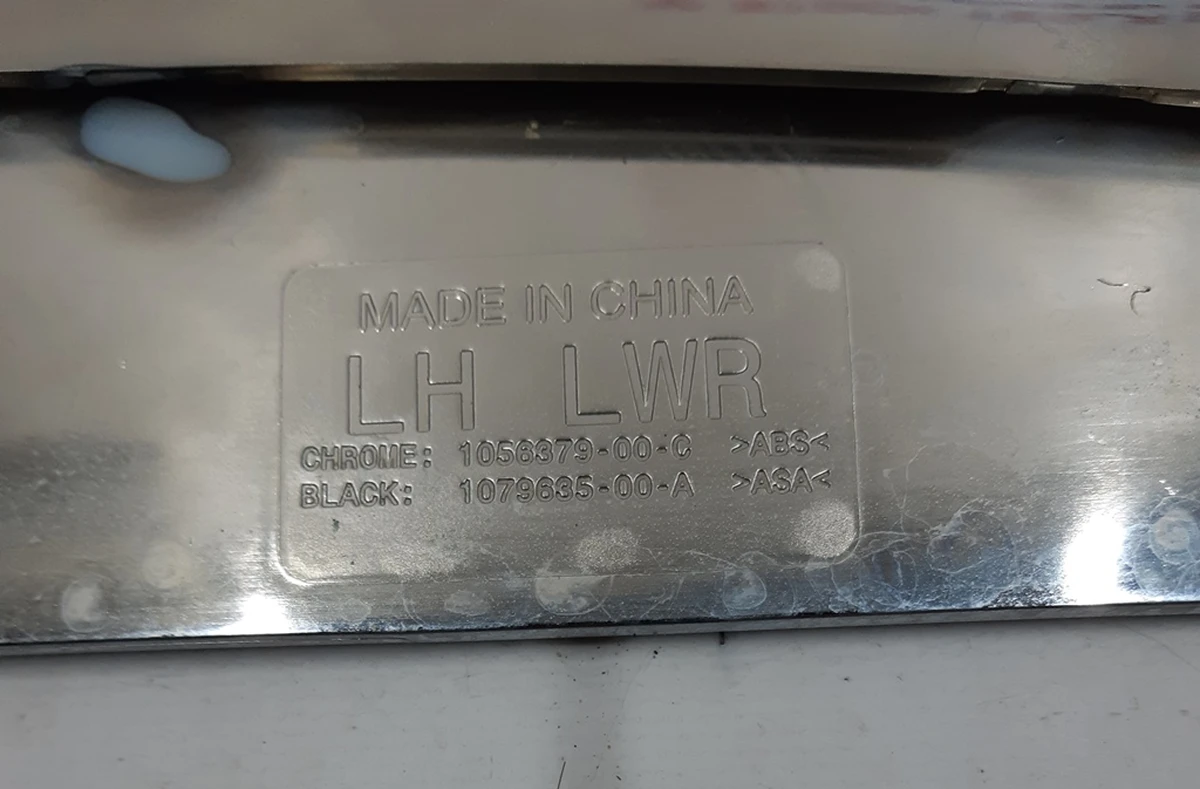 MADE IN CHINA
LH LWR
CHROME: 1056379-00-C >ABS<
BLACK: 1079635-00-A >ASA<